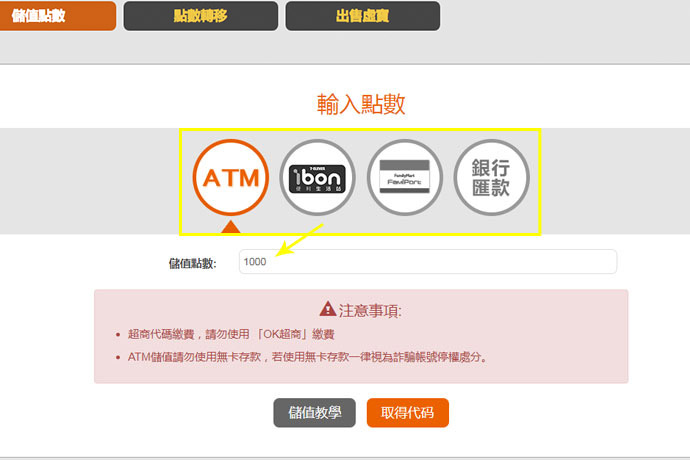 儲值點數
點數轉移
出售虛寶
輸入點數
ATM
7-ELEVEN
ibon
便利生活站
FamilyMart
FamiPort
銀行
匯款
儲值點數:
1000
注意事項:
超商代碼繳費，請勿使用「OK超商」繳費
ATM儲值請勿使用無卡存款，若使用無卡存款一律視為詐騙帳號停權處分。
儲值教學
取得代码